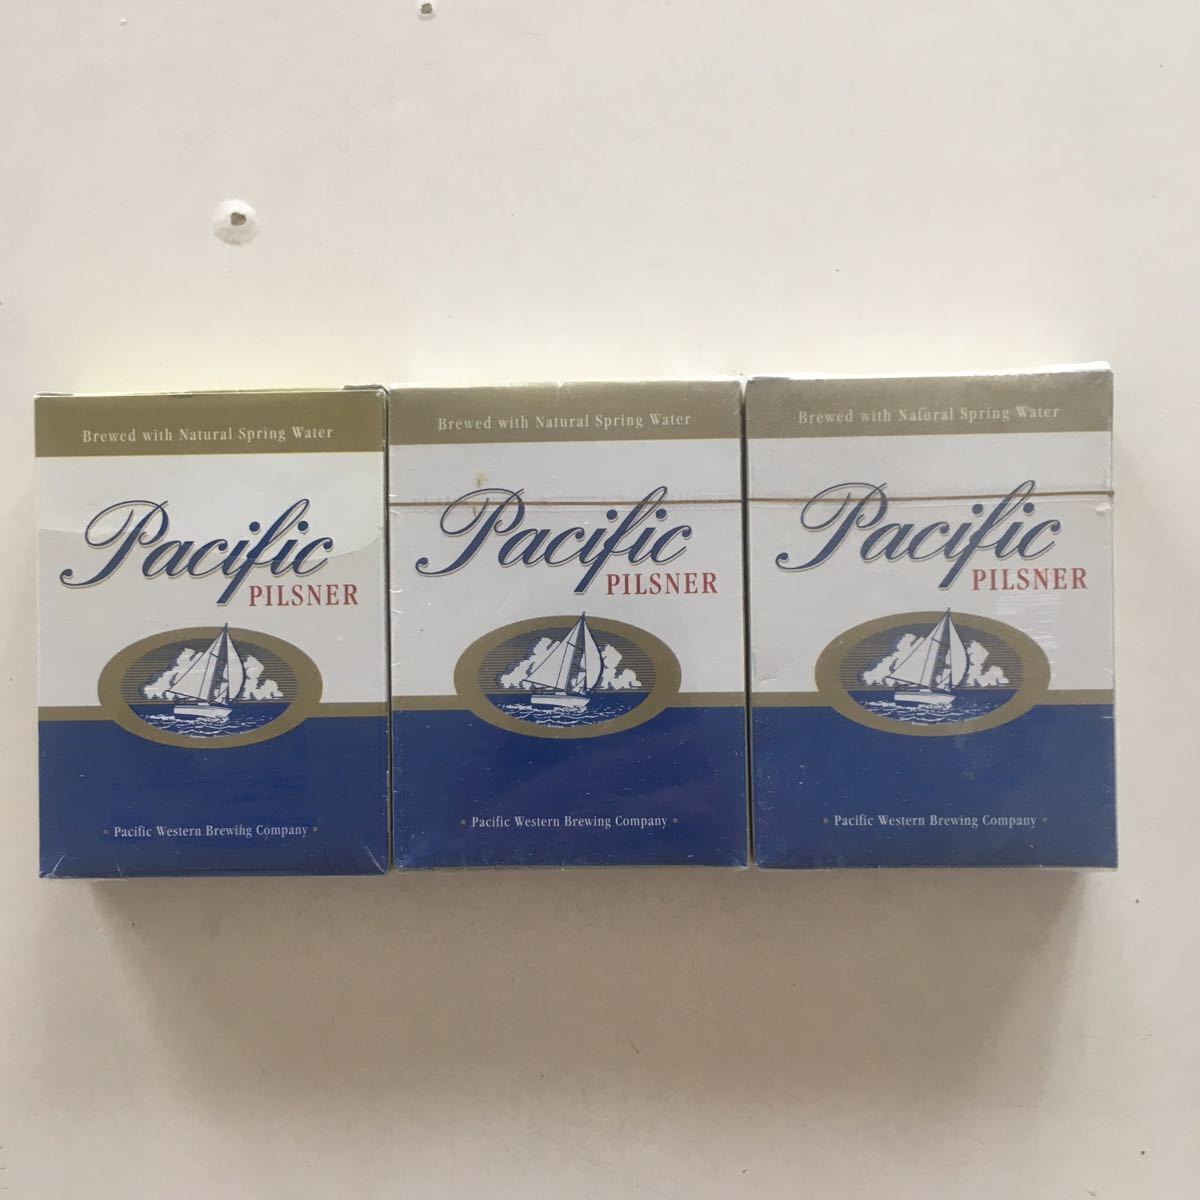 Brewed with Natural Spring Water
Pacific
PILSNER
• Pacific Western Brewing Company •
Brewed with Natural Spring Water
Pacific
PILSNER
• Pacific Western Brewing Company •
Brewed with Natural Spring Water
Pacific
PILSNER
• Pacific Western Brewing Company •